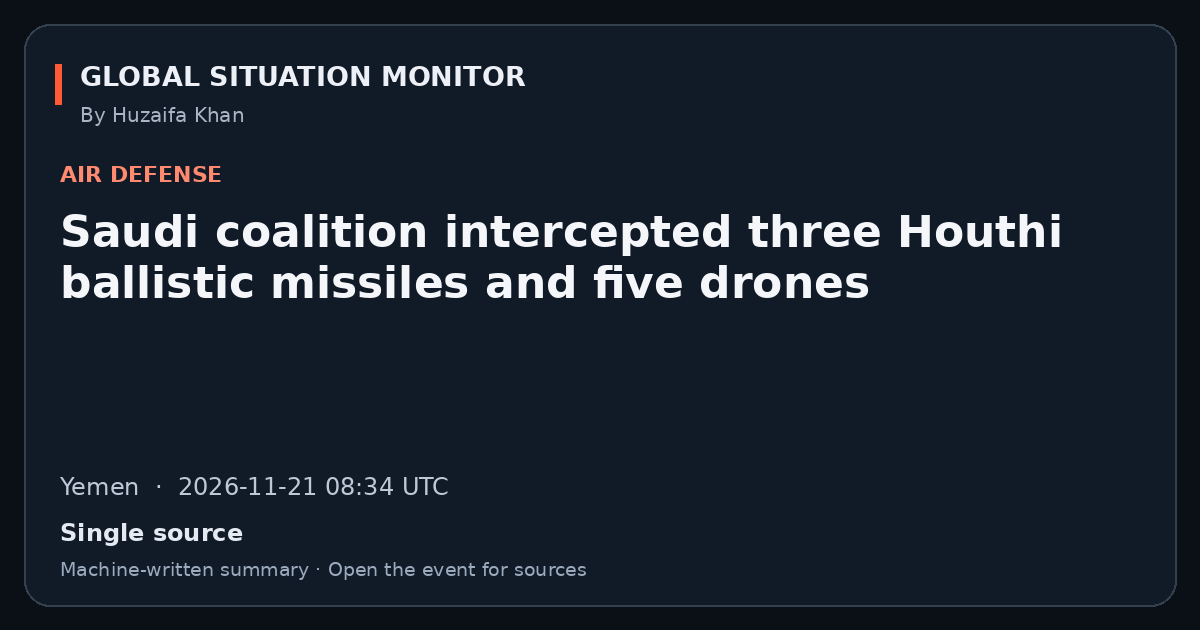 GLOBAL SITUATION MONITOR
By Huzaifa Khan
AIR DEFENSE
Saudi coalition intercepted three Houthi
ballistic missiles and five drones
Yemen · 2026-11-21 08:34 UTC
Single source
Machine-written summary · Open the event for sources